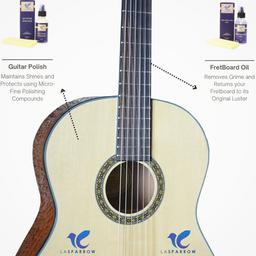 Guitar Polish
Maintains Shines and
Protects using Micro-
Fine Polishing
Compounds
FretBoard Oil
Removes Grime and
Returns your
Fretboard to its
Original Luster
LASPARROW
LASPARROW